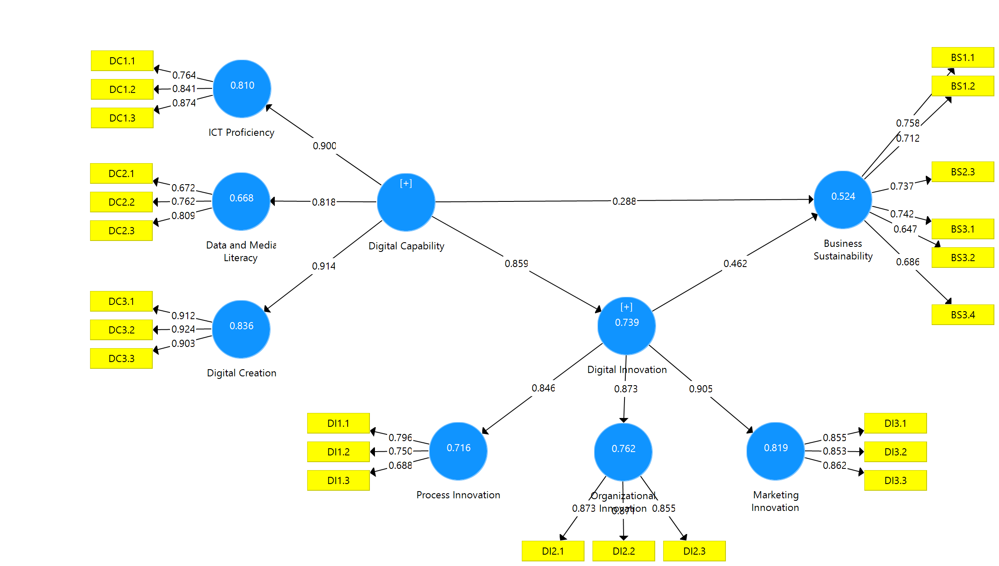 DC1.1
DC1.2
DC1.3
0.764
0.841
0.874
0.810
ICT Proficiency
DC2.1
DC2.2
DC2.3
0.672
0.762
0.809
0.668
Data and Media
Literacy
DC3.1
DC3.2
DC3.3
0.912
0.924
0.903
0.836
Digital Creation
0.900
0.818
0.914
[+]
Digital Capability
0.288
0.859
0.462
[+]
0.739
Digital Innovation
0.846
0.873
0.905
DI1.1
DI1.2
DI1.3
0.796
0.750
0.688
0.716
Process Innovation
0.762
Organizational
Innovation
0.873
0.871
0.855
DI2.1
DI2.2
DI2.3
0.819
Marketing
Innovation
0.855
0.853
0.862
DI3.1
DI3.2
DI3.3
0.524
Business
Sustainability
0.758
0.712
0.737
0.742
0.647
0.686
BS1.1
BS1.2
BS2.3
BS3.1
BS3.2
BS3.4